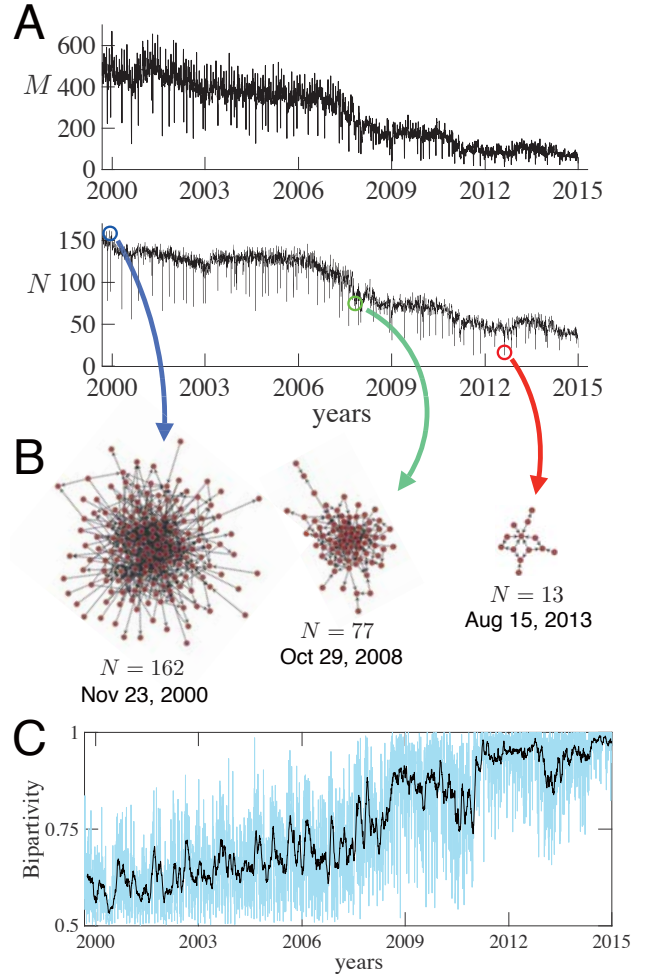 A
600
M 400
200
0
2000 2003 2006 2009 2012 2015
150
N 100
50
0
2000 2003 2006 2009 2012 2015
years
B
N = 13
Aug 15, 2013
N = 77
Oct 29, 2008
N = 162
Nov 23, 2000
C
1
Bipartivity
0.75
0.5
2000 2003 2006 2009 2012 2015
years